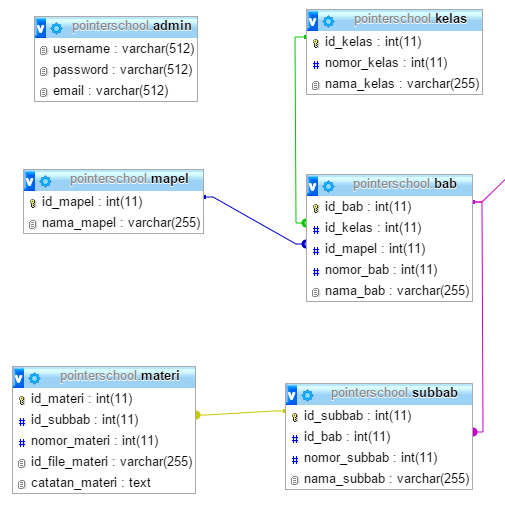 pointerschool.admin
username : varchar(512)
password : varchar(512)
email : varchar(512)
pointerschool.kelas
id_kelas : int(11)
nomor_kelas : int(11)
nama_kelas : varchar(255)
pointerschool.mapel
id_mapel : int(11)
nama_mapel : varchar(255)
pointerschool.bab
id_bab : int(11)
id_kelas : int(11)
id_mapel : int(11)
nomor_bab : int(11)
nama_bab : varchar(255)
pointerschool.materi
id_materi : int(11)
id_subbab : int(11)
nomor_materi : int(11)
id_file_materi : varchar(255)
catatan_materi : text
pointerschool.subbab
id_subbab : int(11)
id_bab : int(11)
nomor_subbab : int(11)
nama_subbab : varchar(255)